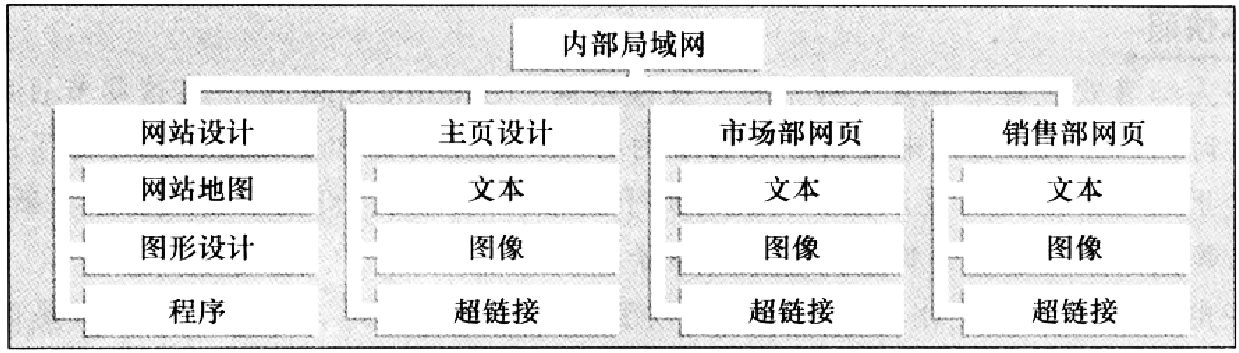 内部局域网
网站设计
网站地图
图形设计
程序
主页设计
文本
图像
超链接
市场部网页
文本
图像
超链接
销售部网页
文本
图像
超链接